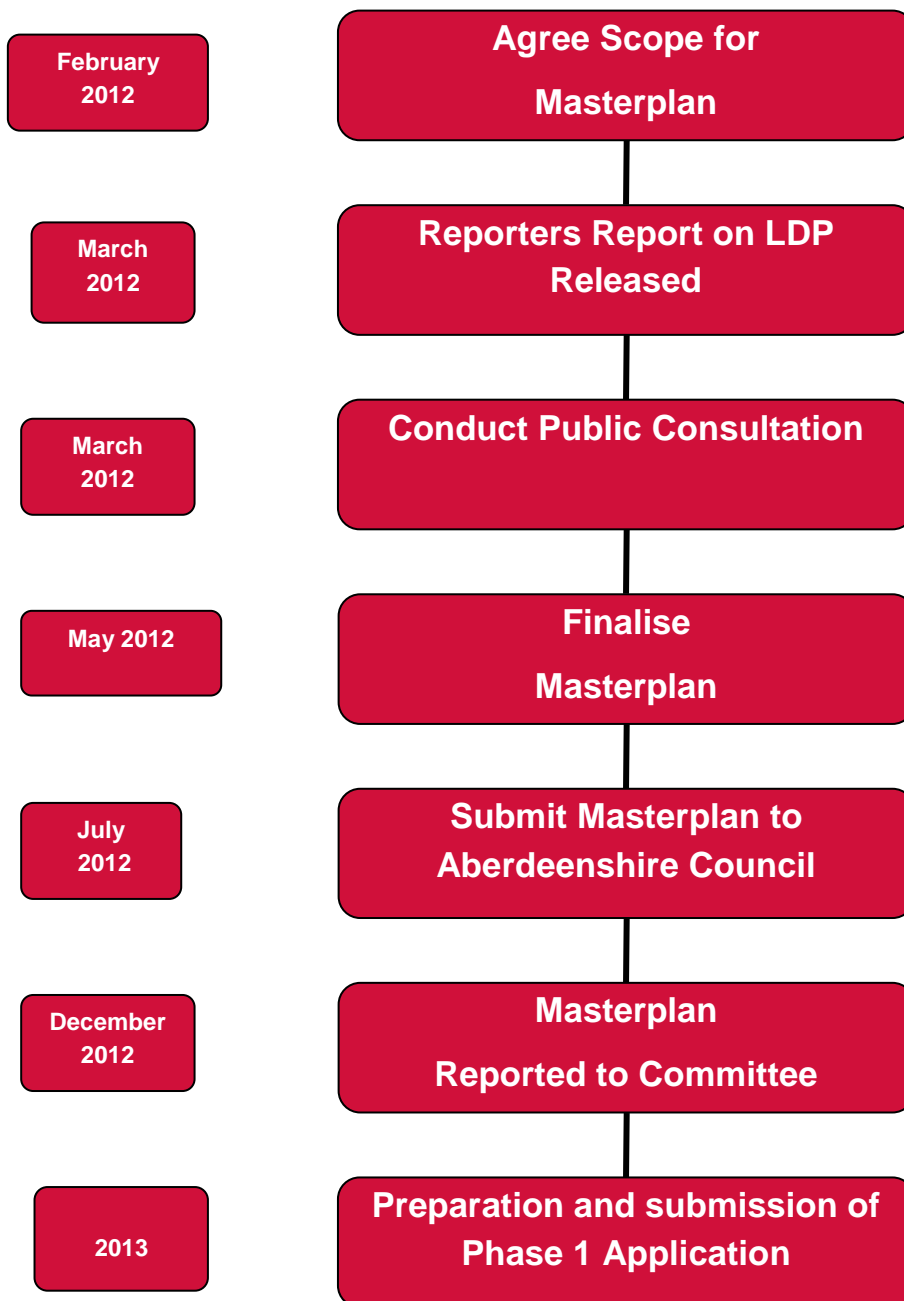 February
2012
Agree Scope for
Masterplan
March
2012
Reporters Report on LDP
Released
March
2012
Conduct Public Consultation
May 2012
Finalise
Masterplan
July
2012
Submit Masterplan to
Aberdeenshire Council
December
2012
Masterplan
Reported to Committee
2013
Preparation and submission of
Phase 1 Application